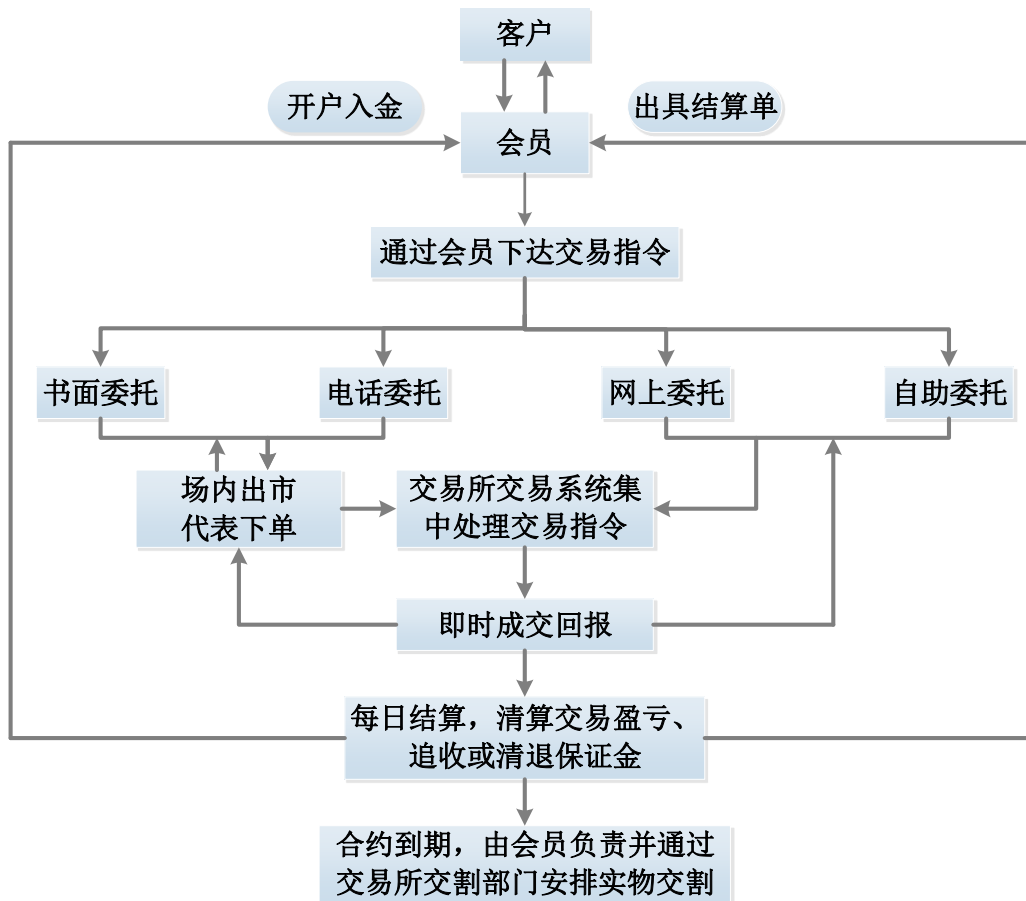 客户
开户入金
出具结算单
会员
通过会员下达交易指令
书面委托
电话委托
网上委托
自助委托
场内出市
代表下单
交易所交易系统集
中处理交易指令
即时成交回报
每日结算，清算交易盈亏、
追收或清退保证金
合约到期，由会员负责并通过
交易所交割部门安排实物交割